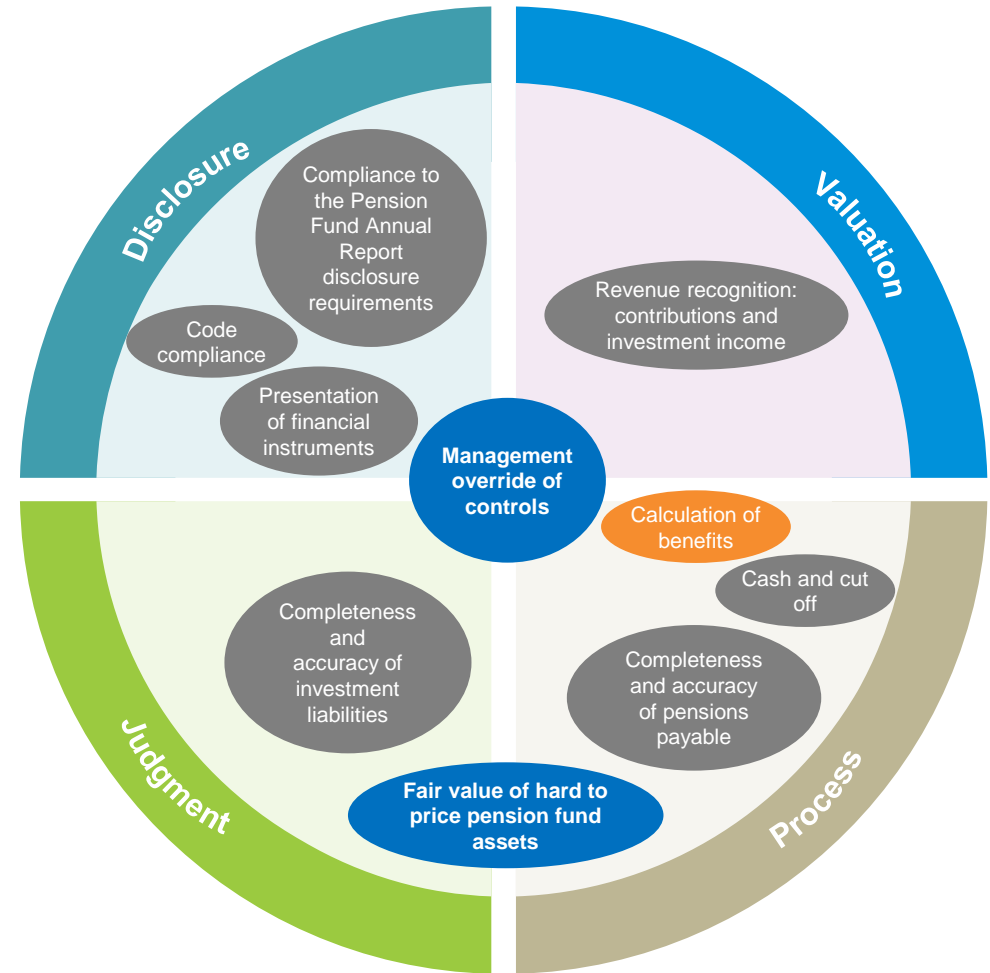 Disclosure
Compliance to
the Pension
Fund Annual
Report
disclosure
requirements
Code
compliance
Presentation
of financial
instruments
Valuation
Revenue recognition:
contributions and
investment income
Management
override of
controls
Calculation of
benefits
Cash and cut
off
Completeness
and accuracy
of pensions
payable
Process
Completeness
and
accuracy of
investment
liabilities
Judgment
Fair value of hard to
price pension fund
assets